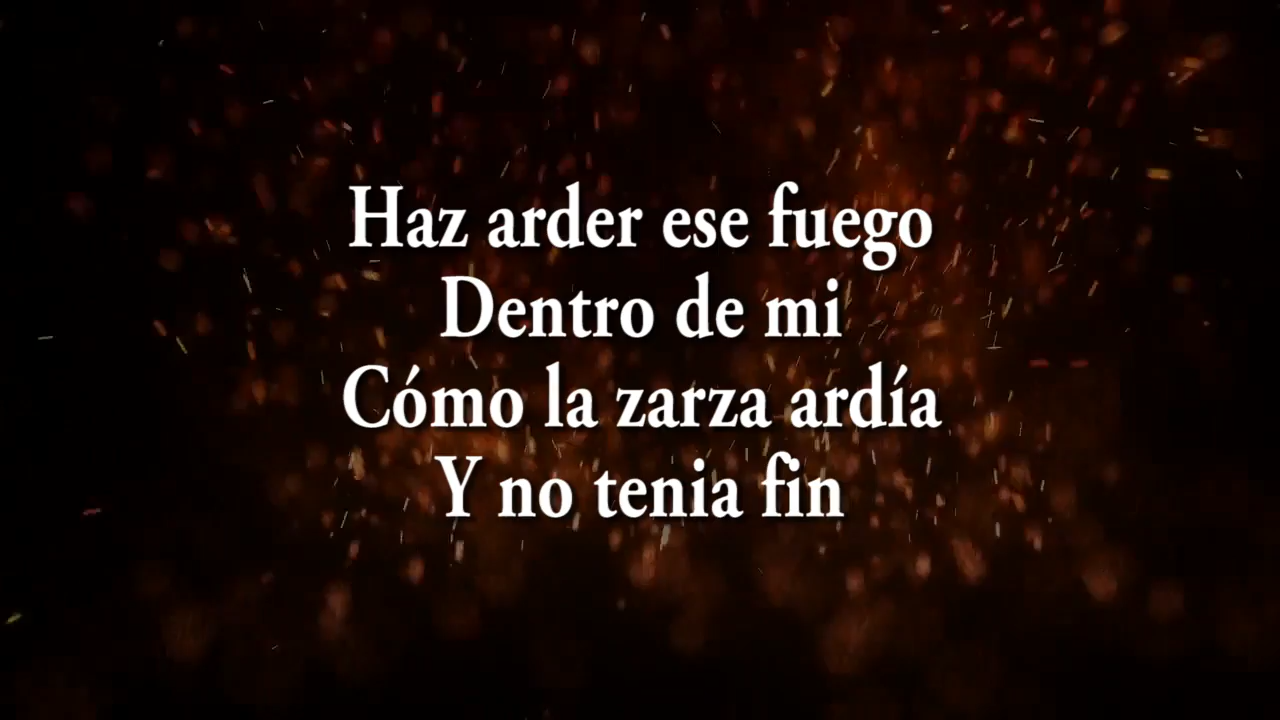 Haz arder ese fuego
Dentro de mi
Cómo la zarza ardía
Y no tenia fin